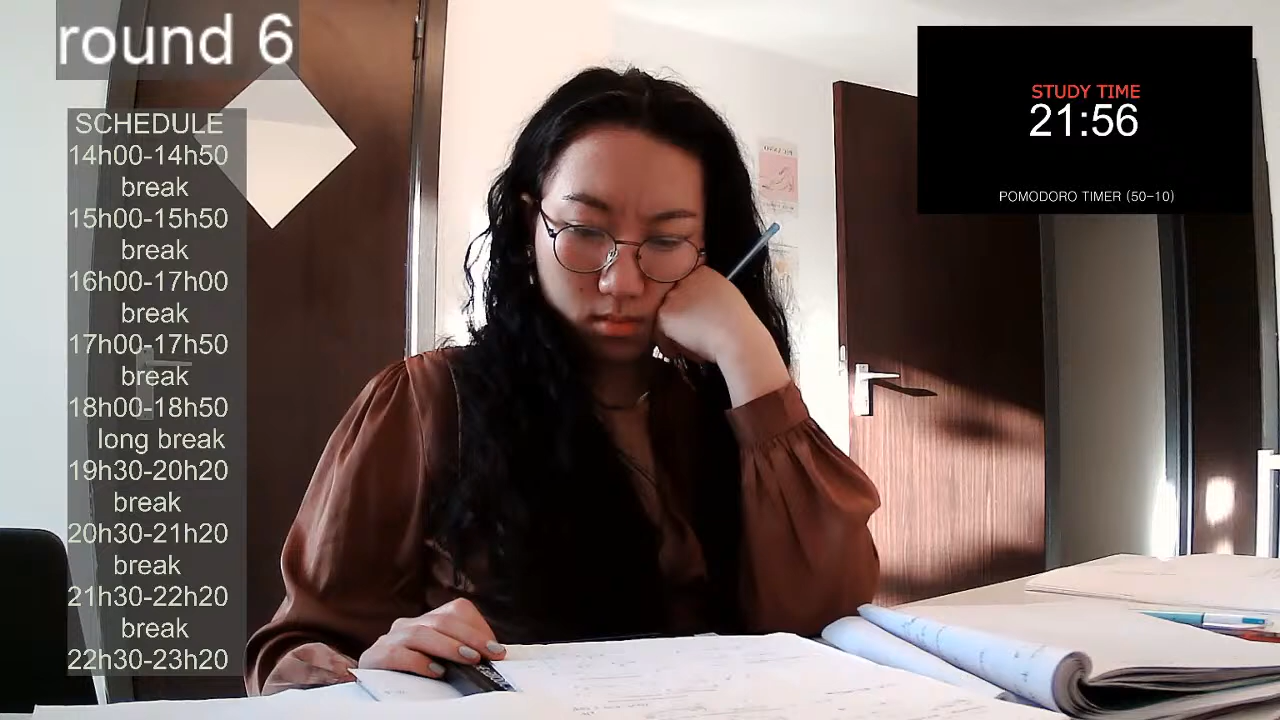 round 6
SCHEDULE
14h00-14h50
break
15h00-15h50
break
16h00-17h00
break
17h00-17h50
break
18h00-18h50
long break
19h30-20h20
break
20h30-21h20
break
21h30-22h20
break
22h30-23h20
STUDY TIME
21:56
POMODORO TIMER (50-10)